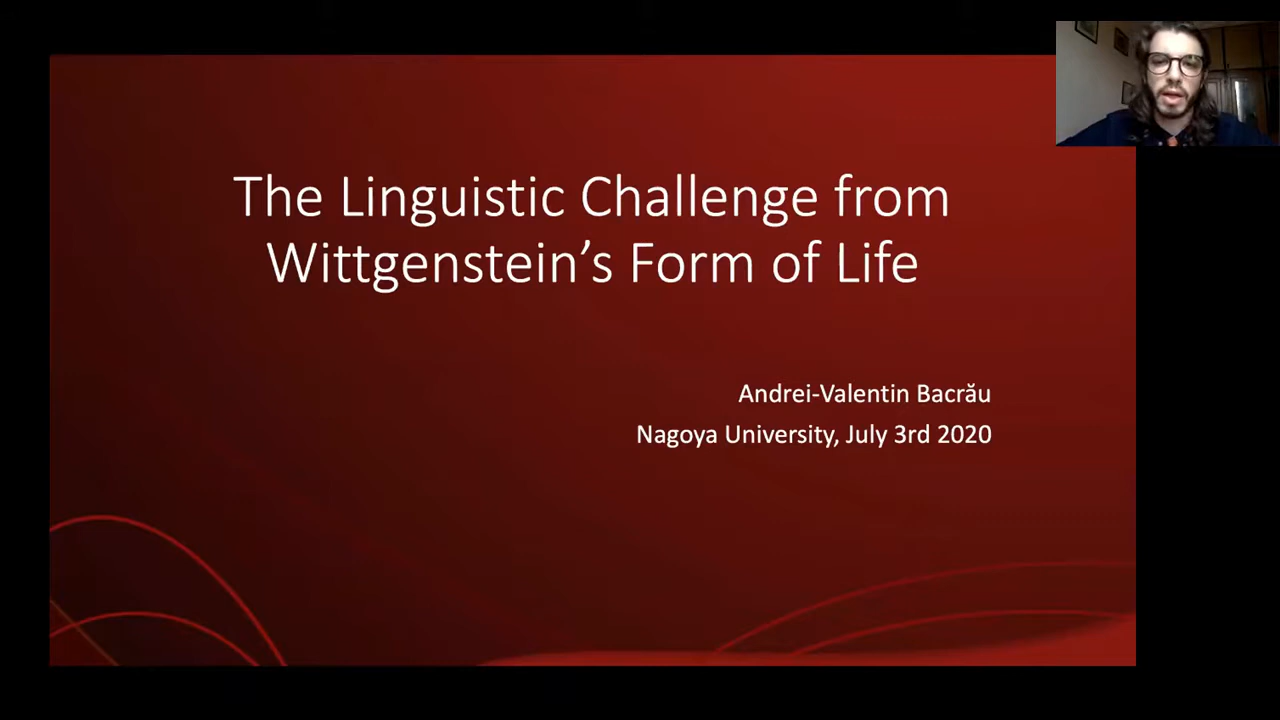 The Linguistic Challenge from
Wittgenstein’s Form of Life
Andrei-Valentin Bacrău
Nagoya University, July 3rd 2020